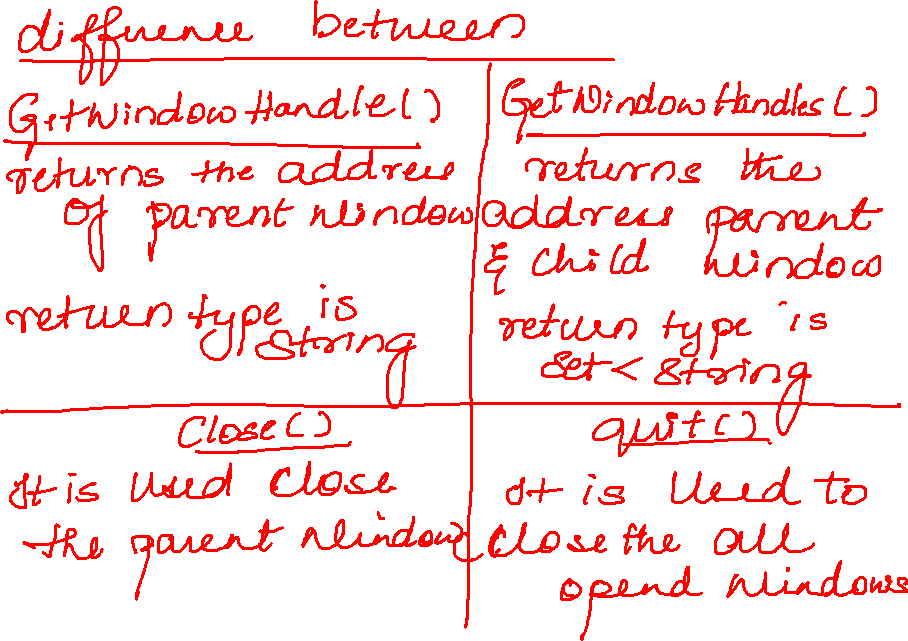 difference between
GetWindowHandle()
returns the address
of parent window
return type is
String
GetWindowHandles()
returns the
address parent
& child window
return type is
Set< String
Close()
It is used close
the parent window
quit()
It is used to
close the all
opend windows